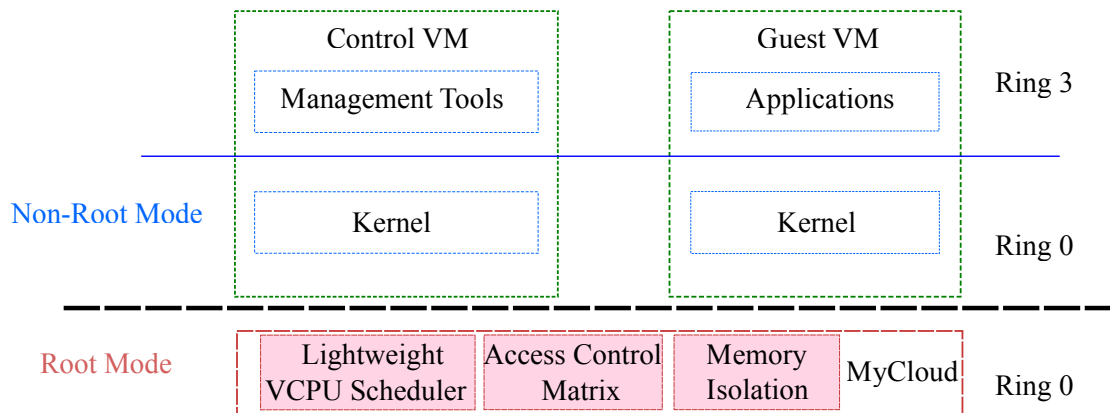 Control VM
Guest VM
Management Tools
Applications
Ring 3
Non-Root Mode
Kernel
Kernel
Ring 0
Root Mode
Lightweight
VCPU Scheduler
Access Control
Matrix
Memory
Isolation
MyCloud
Ring 0